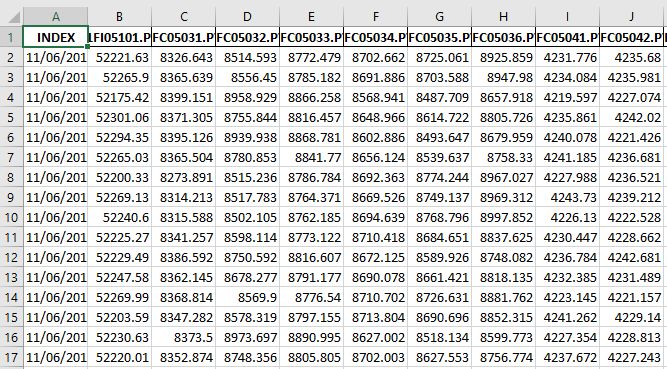 A B C D E F G H I J
1 INDEX 1FI05101.P FC05031.P FC05032.P FC05033.P FC05034.P FC05035.P FC05036.P FC05041.P FC05042.P
2 11/06/201 52221.63 8326.643 8514.593 8772.479 8702.662 8725.061 8925.859 4231.776 4235.68
3 11/06/201 52265.9 8365.639 8556.45 8785.182 8691.886 8703.588 8947.98 4234.084 4235.981
4 11/06/201 52175.42 8399.151 8958.929 8866.258 8568.941 8487.709 8657.918 4219.597 4227.074
5 11/06/201 52301.06 8371.305 8755.844 8816.457 8648.966 8614.722 8805.726 4235.861 4242.02
6 11/06/201 52294.35 8395.126 8939.938 8868.781 8602.886 8493.647 8679.959 4240.078 4221.426
7 11/06/201 52265.03 8365.504 8780.853 8841.77 8656.124 8539.637 8758.33 4241.185 4236.681
8 11/06/201 52200.33 8273.891 8515.236 8786.784 8692.363 8774.244 8967.027 4227.988 4236.521
9 11/06/201 52269.13 8314.213 8517.783 8764.371 8669.526 8749.137 8969.312 4243.73 4239.212
10 11/06/201 52240.6 8315.588 8502.105 8762.185 8694.639 8768.796 8997.852 4226.13 4222.528
11 11/06/201 52225.27 8341.257 8598.114 8773.122 8710.418 8684.651 8837.625 4230.447 4228.662
12 11/06/201 52229.49 8386.592 8750.592 8816.607 8672.125 8589.926 8748.082 4236.784 4242.681
13 11/06/201 52247.58 8362.145 8678.277 8791.177 8690.078 8661.421 8818.135 4232.385 4231.489
14 11/06/201 52269.99 8368.814 8569.9 8776.54 8710.702 8726.631 8881.762 4223.145 4221.157
15 11/06/201 52203.59 8347.282 8578.319 8797.155 8713.804 8690.696 8852.315 4241.262 4229.14
16 11/06/201 52230.63 8373.5 8973.697 8890.995 8627.002 8518.134 8599.773 4227.354 4228.813
17 11/06/201 52220.01 8352.874 8748.356 8805.805 8702.003 8627.553 8756.774 4237.672 4227.243